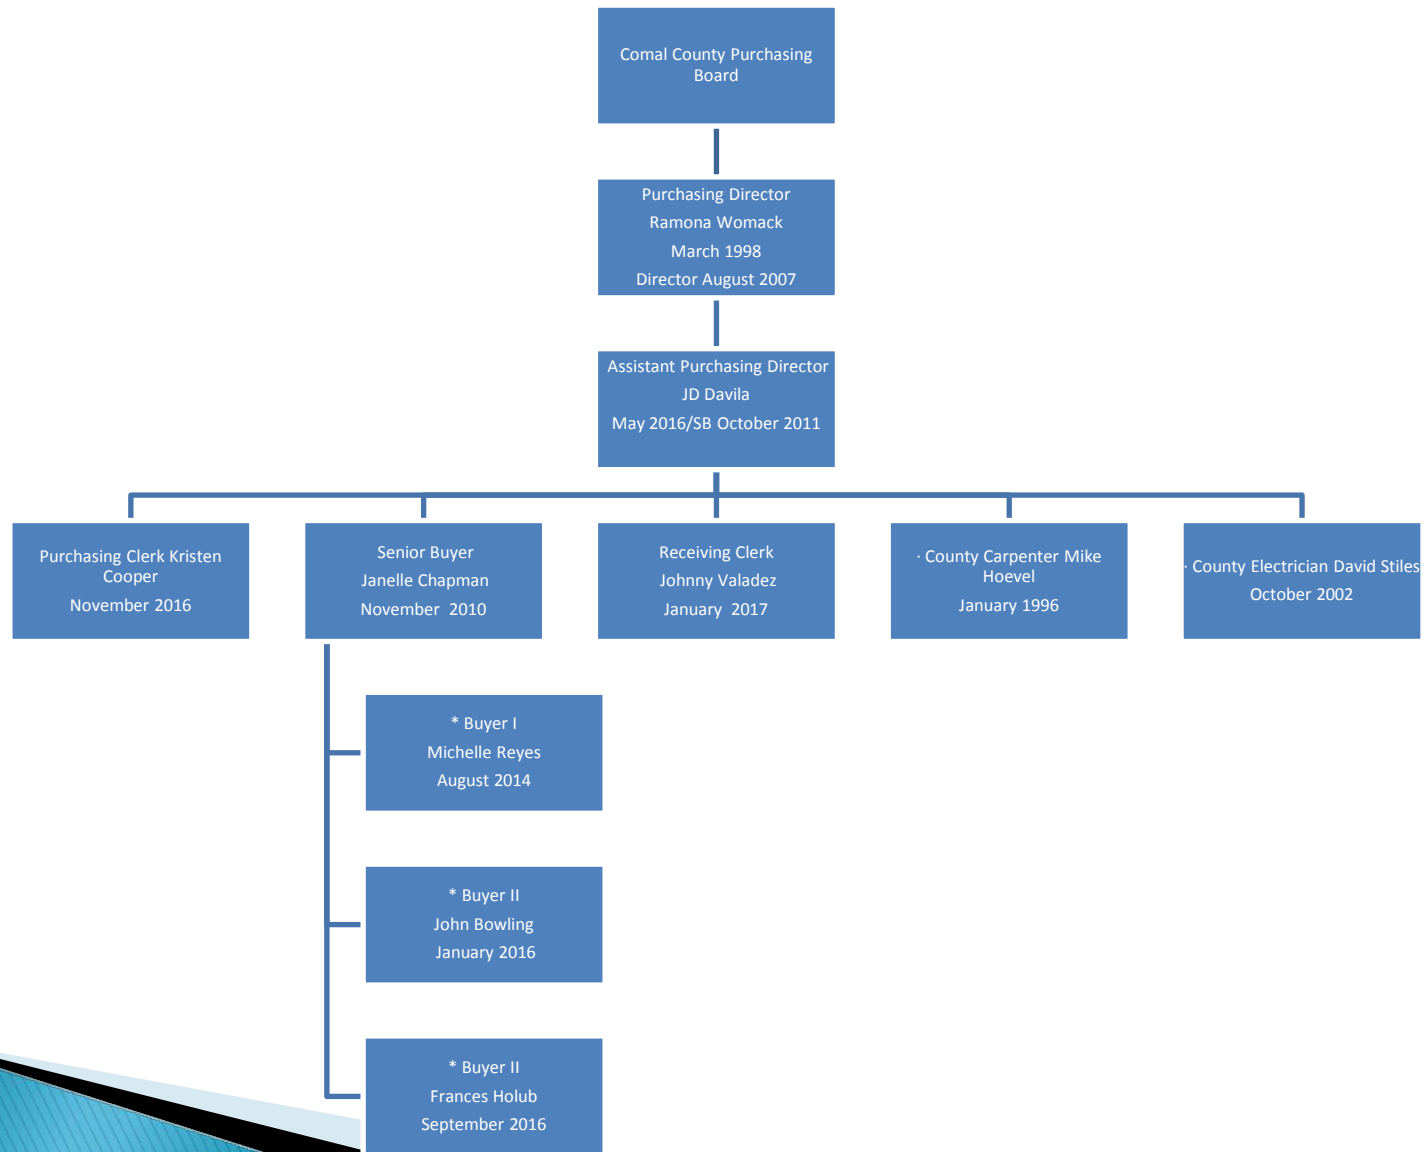 Comal County Purchasing
Board
Purchasing Director
Ramona Womack
March 1998
Director August 2007
Assistant Purchasing Director
JD Davila
May 2016/SB October 2011
Purchasing Clerk Kristen
Cooper
November 2016
Senior Buyer
Janelle Chapman
November 2010
Receiving Clerk
Johnny Valadez
January 2017
· County Carpenter Mike
Hoevel
January 1996
· County Electrician David Stiles
October 2002
* Buyer I
Michelle Reyes
August 2014
* Buyer II
John Bowling
January 2016
* Buyer II
Frances Holub
September 2016